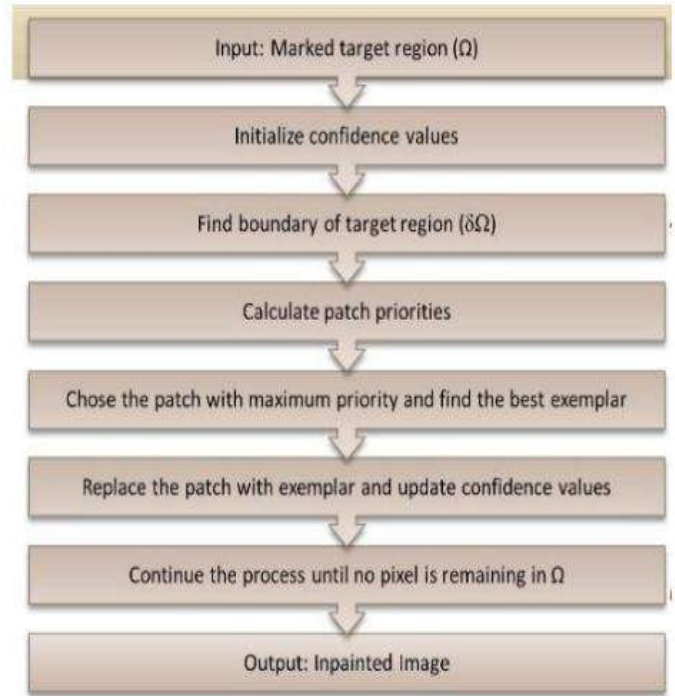 Input: Marked target region (Ω)
Initialize confidence values
Find boundary of target region (δΩ)
Calculate patch priorities
Chose the patch with maximum priority and find the best exemplar
Replace the patch with exemplar and update confidence values
Continue the process until no pixel is remaining in Ω
Output: Inpainted Image